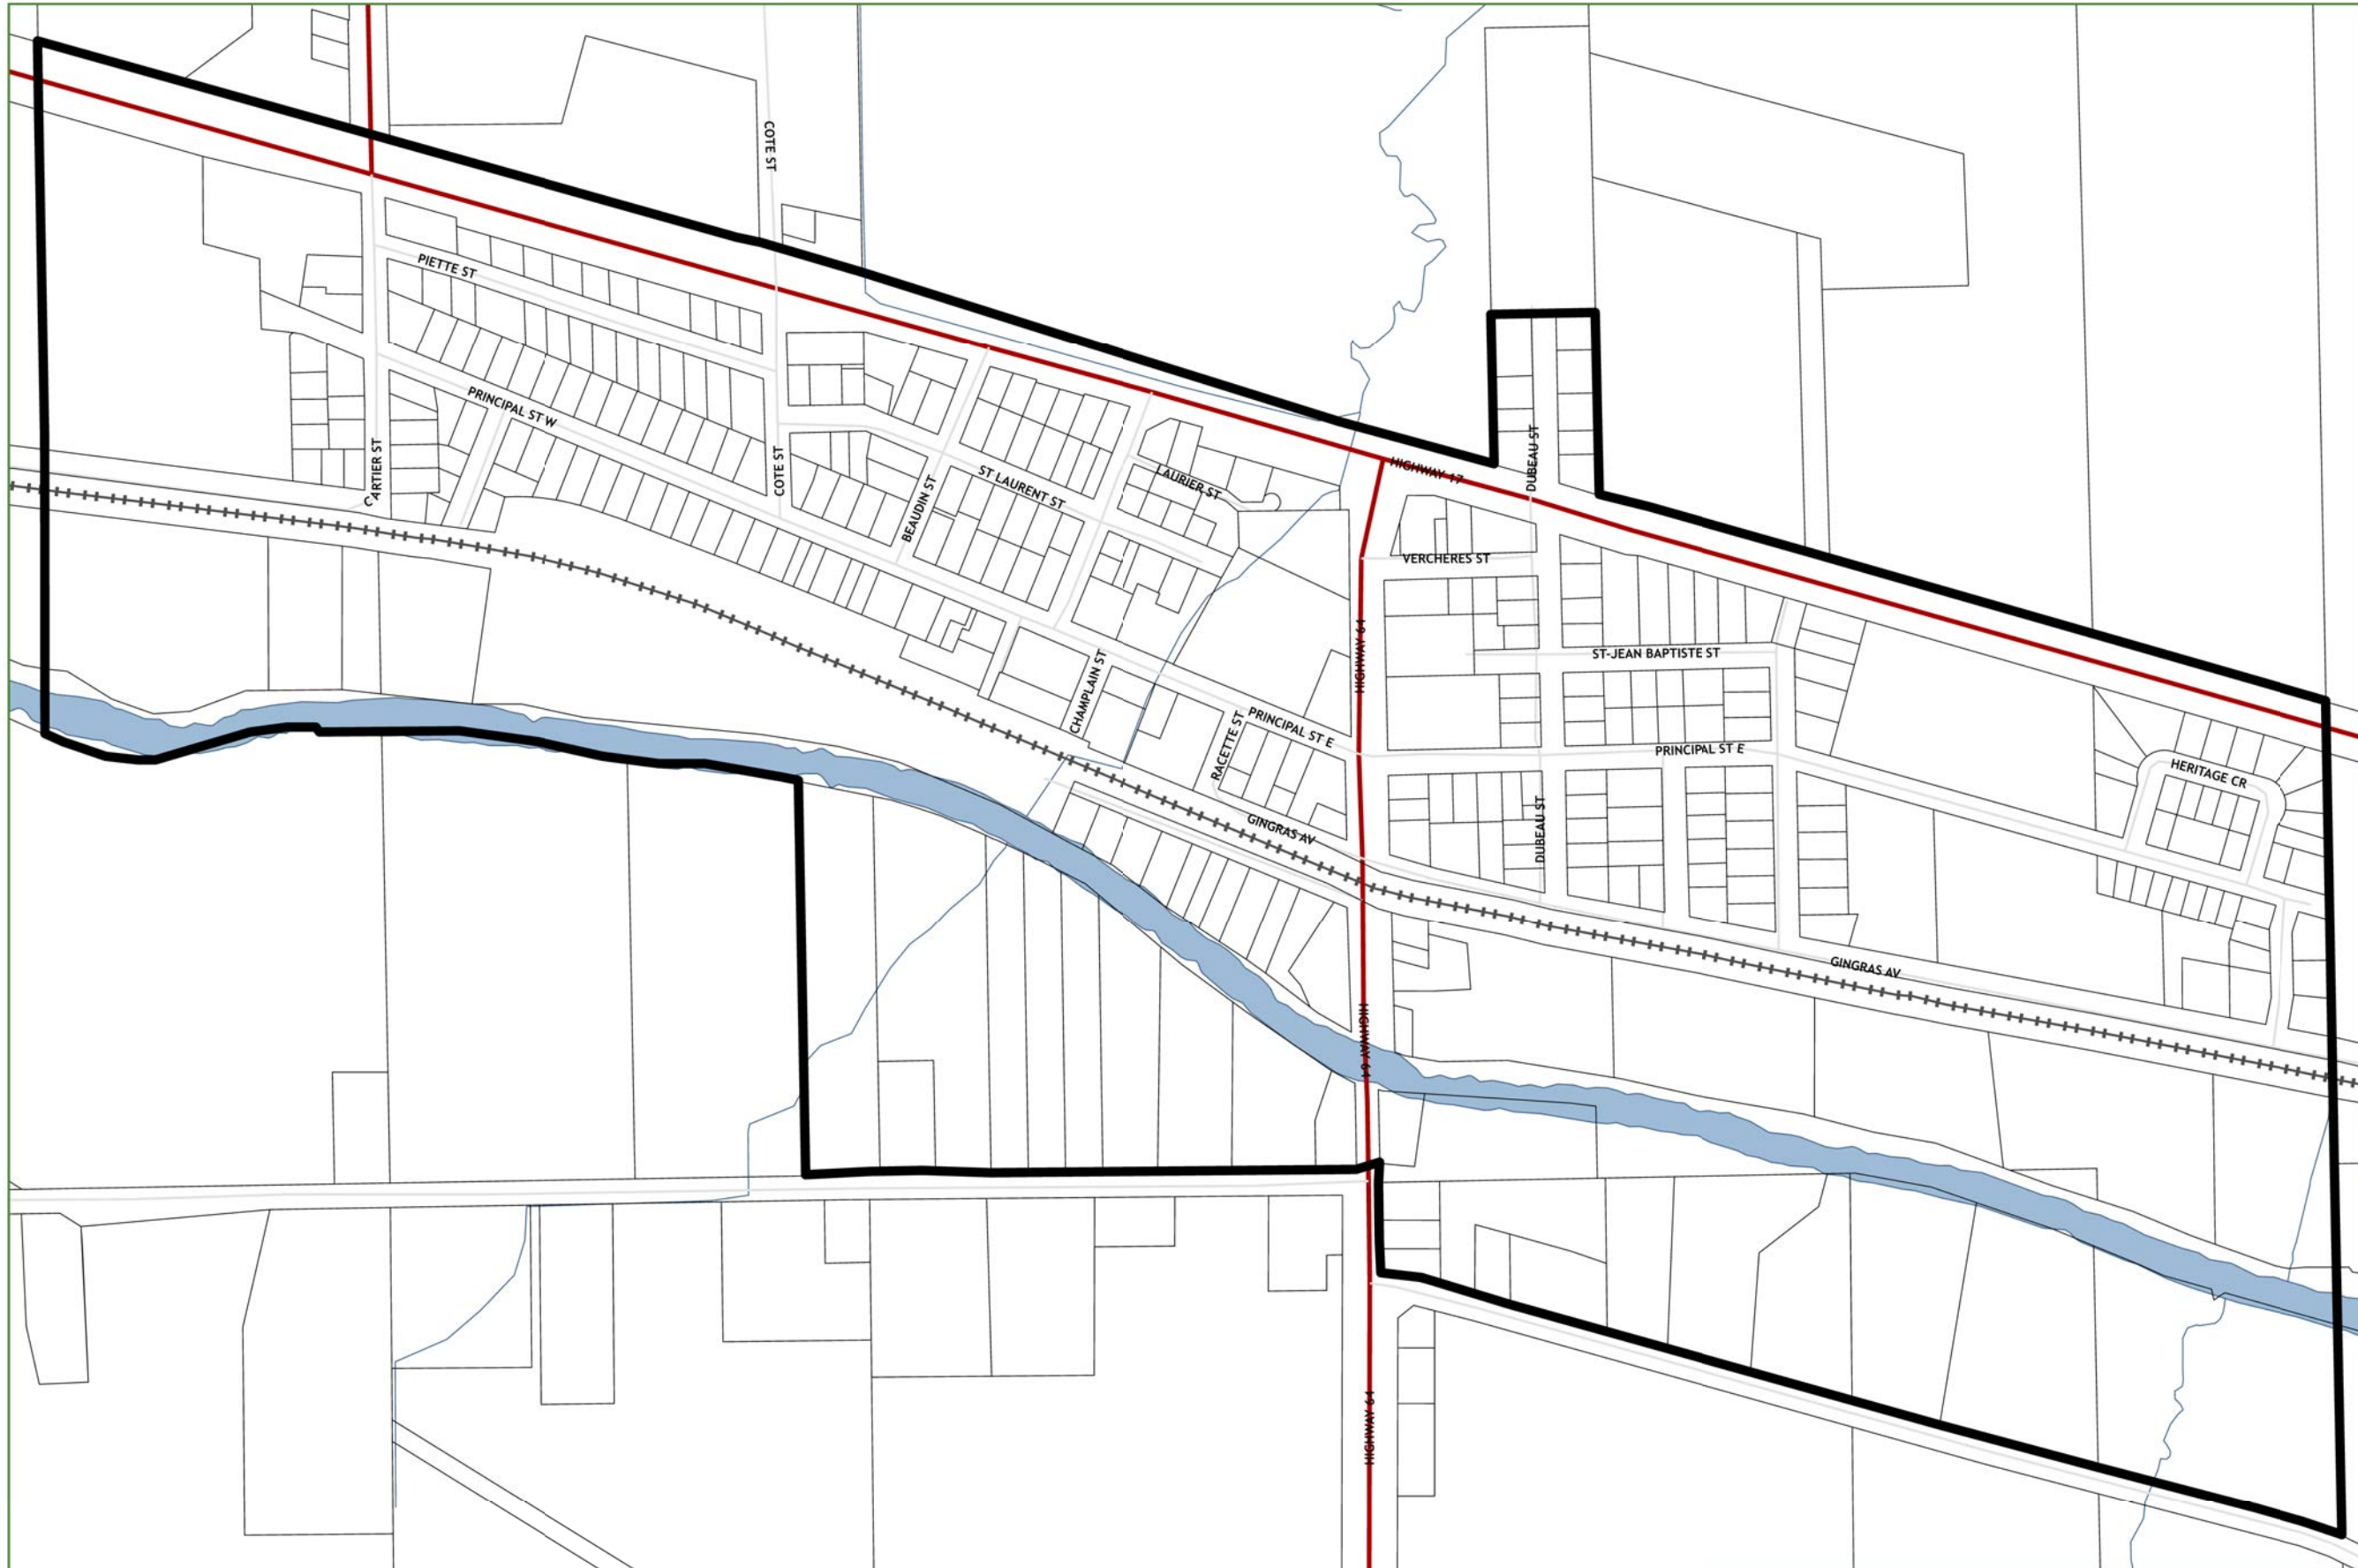 COTE ST
PIETTE ST
PRINCIPAL ST W
CARTIER ST
COTE ST
BEAUDIN ST
ST LAURENT ST
LAURIER ST
HIGHWAY 17
DUBEAU ST
VERCHERES ST
HIGHWAY 64
ST-JEAN BAPTISTE ST
CHAMPLAIN ST
RACETTE ST
PRINCIPAL ST E
PRINCIPAL ST E
HERITAGE CR
GINGRAS AV
DUBEAU ST
GINGRAS AV
HIGHWAY 64
HIGHWAY 64